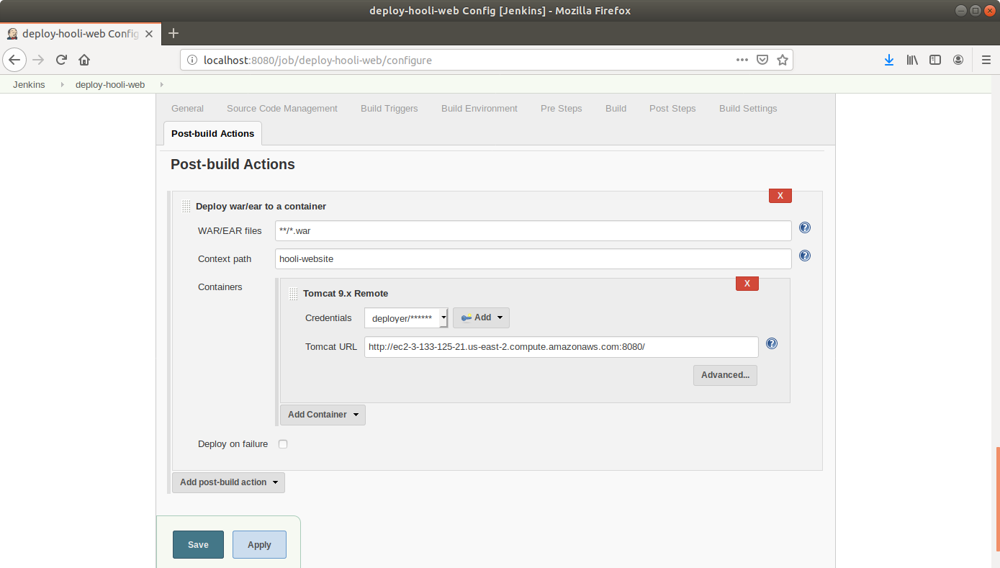 deploy-hooli-web Config [Jenkins] - Mozilla Firefox
deploy-hooli-web Config
localhost:8080/job/deploy-hooli-web/configure
Jenkins deploy-hooli-web
General Source Code Management Build Triggers Build Environment Pre Steps Build Post Steps Build Settings
Post-build Actions
Post-build Actions
X
Deploy war/ear to a container
WAR/EAR files **/*.war ?
Context path hooli-website ?
Containers X
Tomcat 9.x Remote
Credentials deployer/****** Add
Tomcat URL http://ec2-3-133-125-21.us-east-2.compute.amazonaws.com:8080/ ?
Advanced...
Add Container
Deploy on failure
Add post-build action
Save Apply